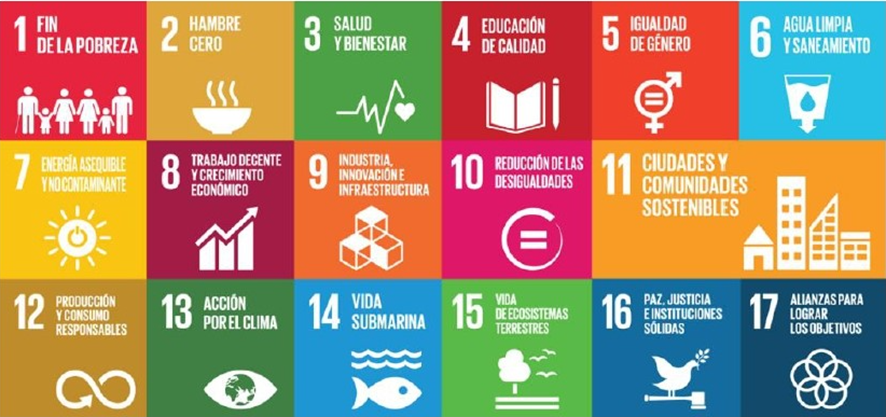 1 FIN
DE LA POBREZA
2 HAMBRE
CERO
3 SALUD
Y BIENESTAR
4 EDUCACIÓN
DE CALIDAD
5 IGUALDAD
DE GÉNERO
6 AGUA LIMPIA
Y SANEAMIENTO
7 ENERGÍA ASEQUIBLE
Y NO CONTAMINANTE
8 TRABAJO DECENTE
Y CRECIMIENTO
ECONÓMICO
9 INDUSTRIA,
INNOVACIÓN E
INFRAESTRUCTURA
10 REDUCCIÓN DE LAS
DESIGUALDADES
11 CIUDADES Y
COMUNIDADES
SOSTENIBLES
12 PRODUCCIÓN
Y CONSUMO
RESPONSABLES
13 ACCIÓN
POR EL CLIMA
14 VIDA
SUBMARINA
15 VIDA
DE ECOSISTEMAS
TERRESTRES
16 PAZ, JUSTICIA
E INSTITUCIONES
SÓLIDAS
17 ALIANZAS PARA
LOGRAR
LOS OBJETIVOS